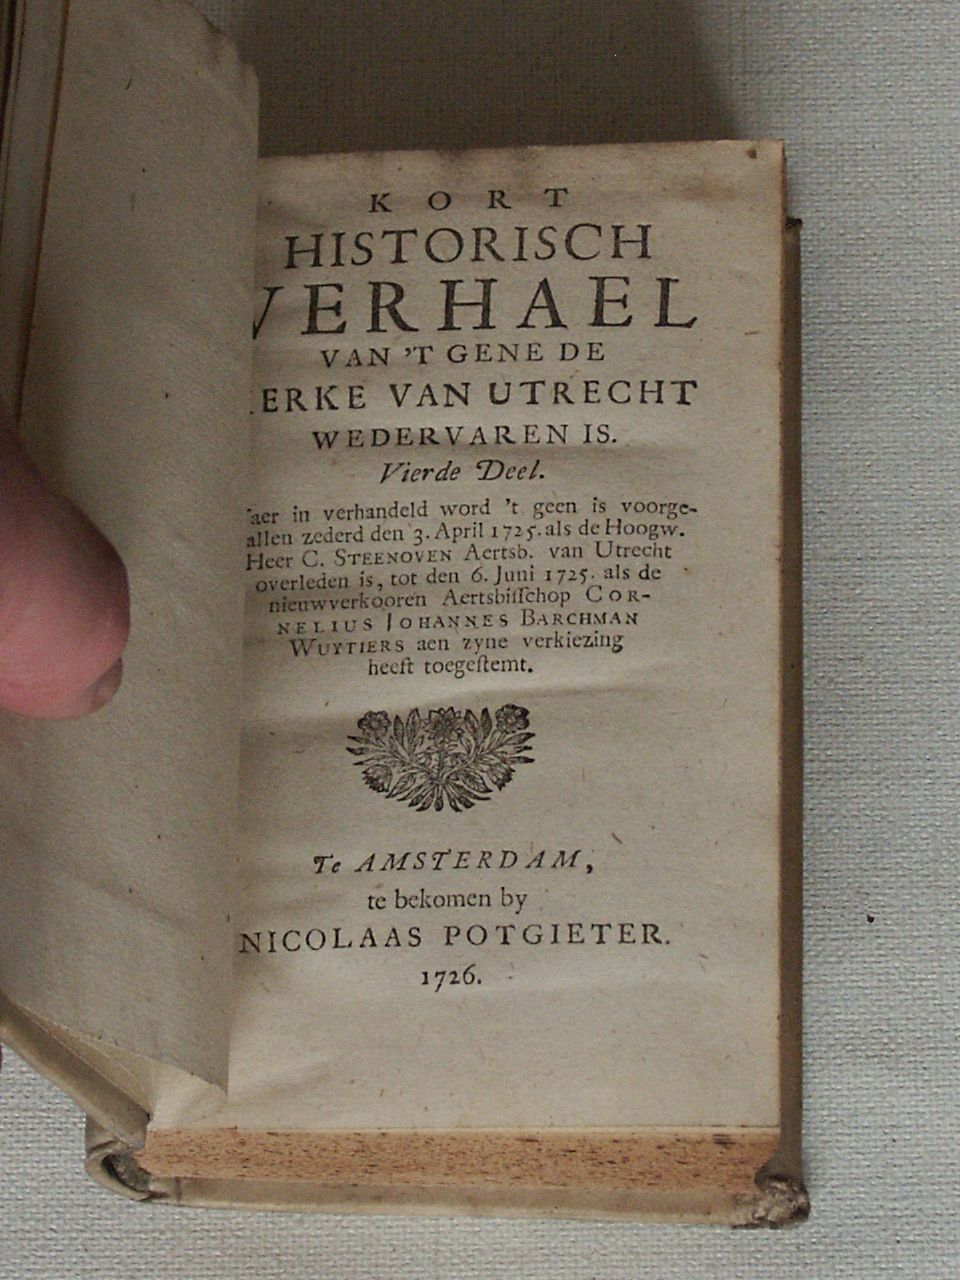 KORT
HISTORISCH
VERHAEL
VAN 'T GENE DE
ERKE VAN UTRECHT
WEDERVAREN IS.
Vierde Deel.
aer in verhandeld word 't geen is voorge-
allen zederd den 3. April 1725. als de Hoogw.
Heer C. STEENOVEN Aertsb. van Utrecht
overleden is, tot den 6. Juni 1725. als de
nieuwverkooren Aertsbisschop COR-
NELIUS JOHANNES BARCHMAN
WUYTIERS aen zyne verkiezing
heeft toegestemt.
Te AMSTERDAM,
te bekomen by
NICOLAAS POTGIETER.
1726.